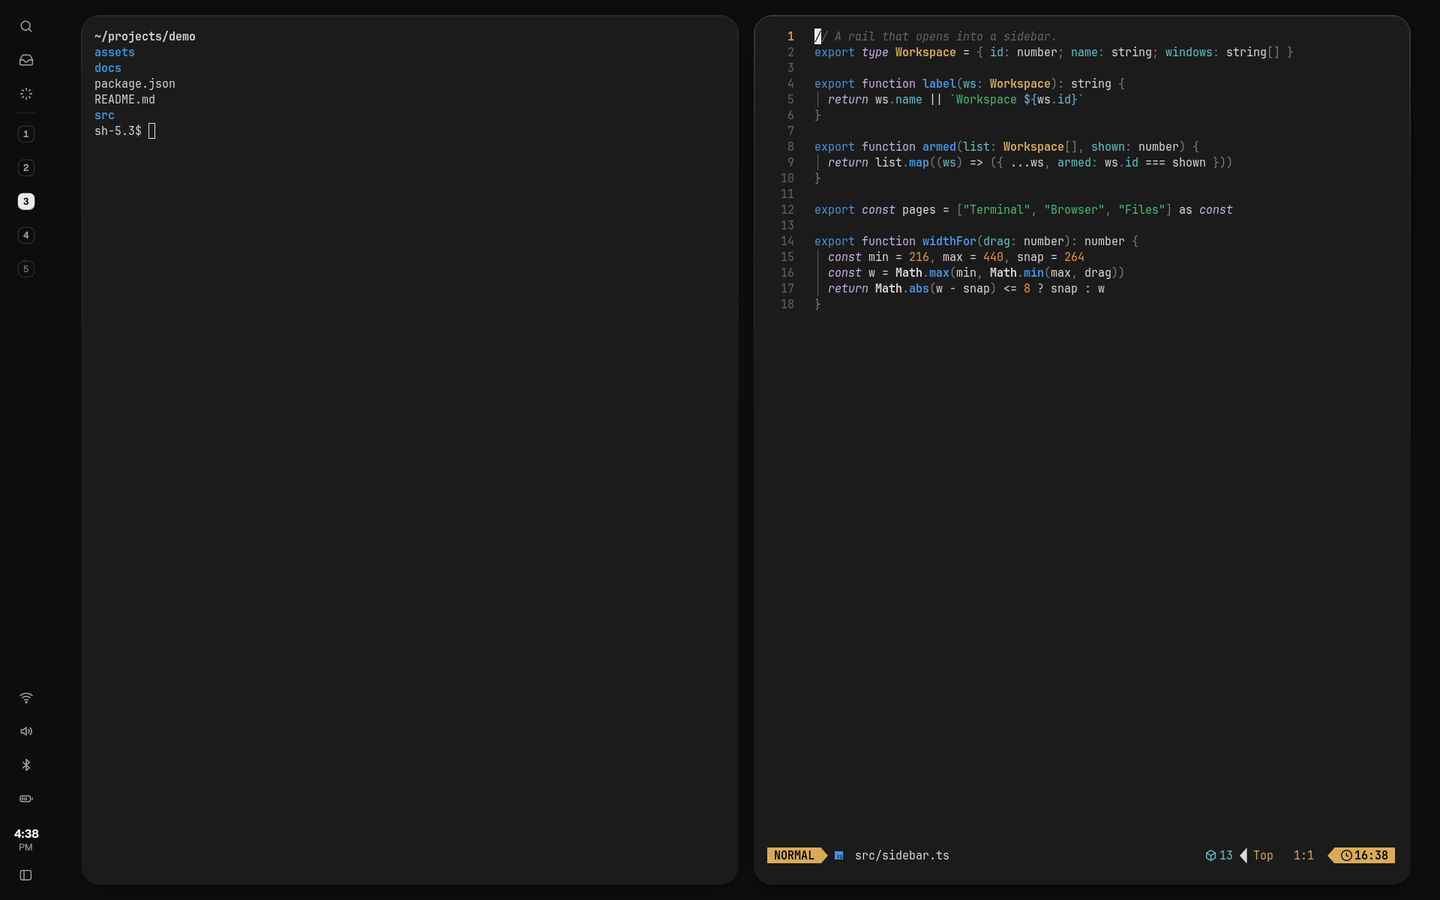 1
2
3
4
5
4:38
PM
~/projects/demo
assets
docs
package.json
README.md
src
sh-5.3$
1 // A rail that opens into a sidebar.
2 export type Workspace = { id: number; name: string; windows: string[] }
3
4 export function label(ws: Workspace): string {
5 return ws.name || `Workspace ${ws.id}`
6 }
7
8 export function armed(list: Workspace[], shown: number) {
9 return list.map((ws) => ({ ...ws, armed: ws.id === shown }))
10 }
11
12 export const pages = ["Terminal", "Browser", "Files"] as const
13
14 export function widthFor(drag: number): number {
15 const min = 216, max = 440, snap = 264
16 const w = Math.max(min, Math.min(max, drag))
17 return Math.abs(w - snap) <= 8 ? snap : w
18 }
NORMAL src/sidebar.ts 13 Top 1:1 16:38